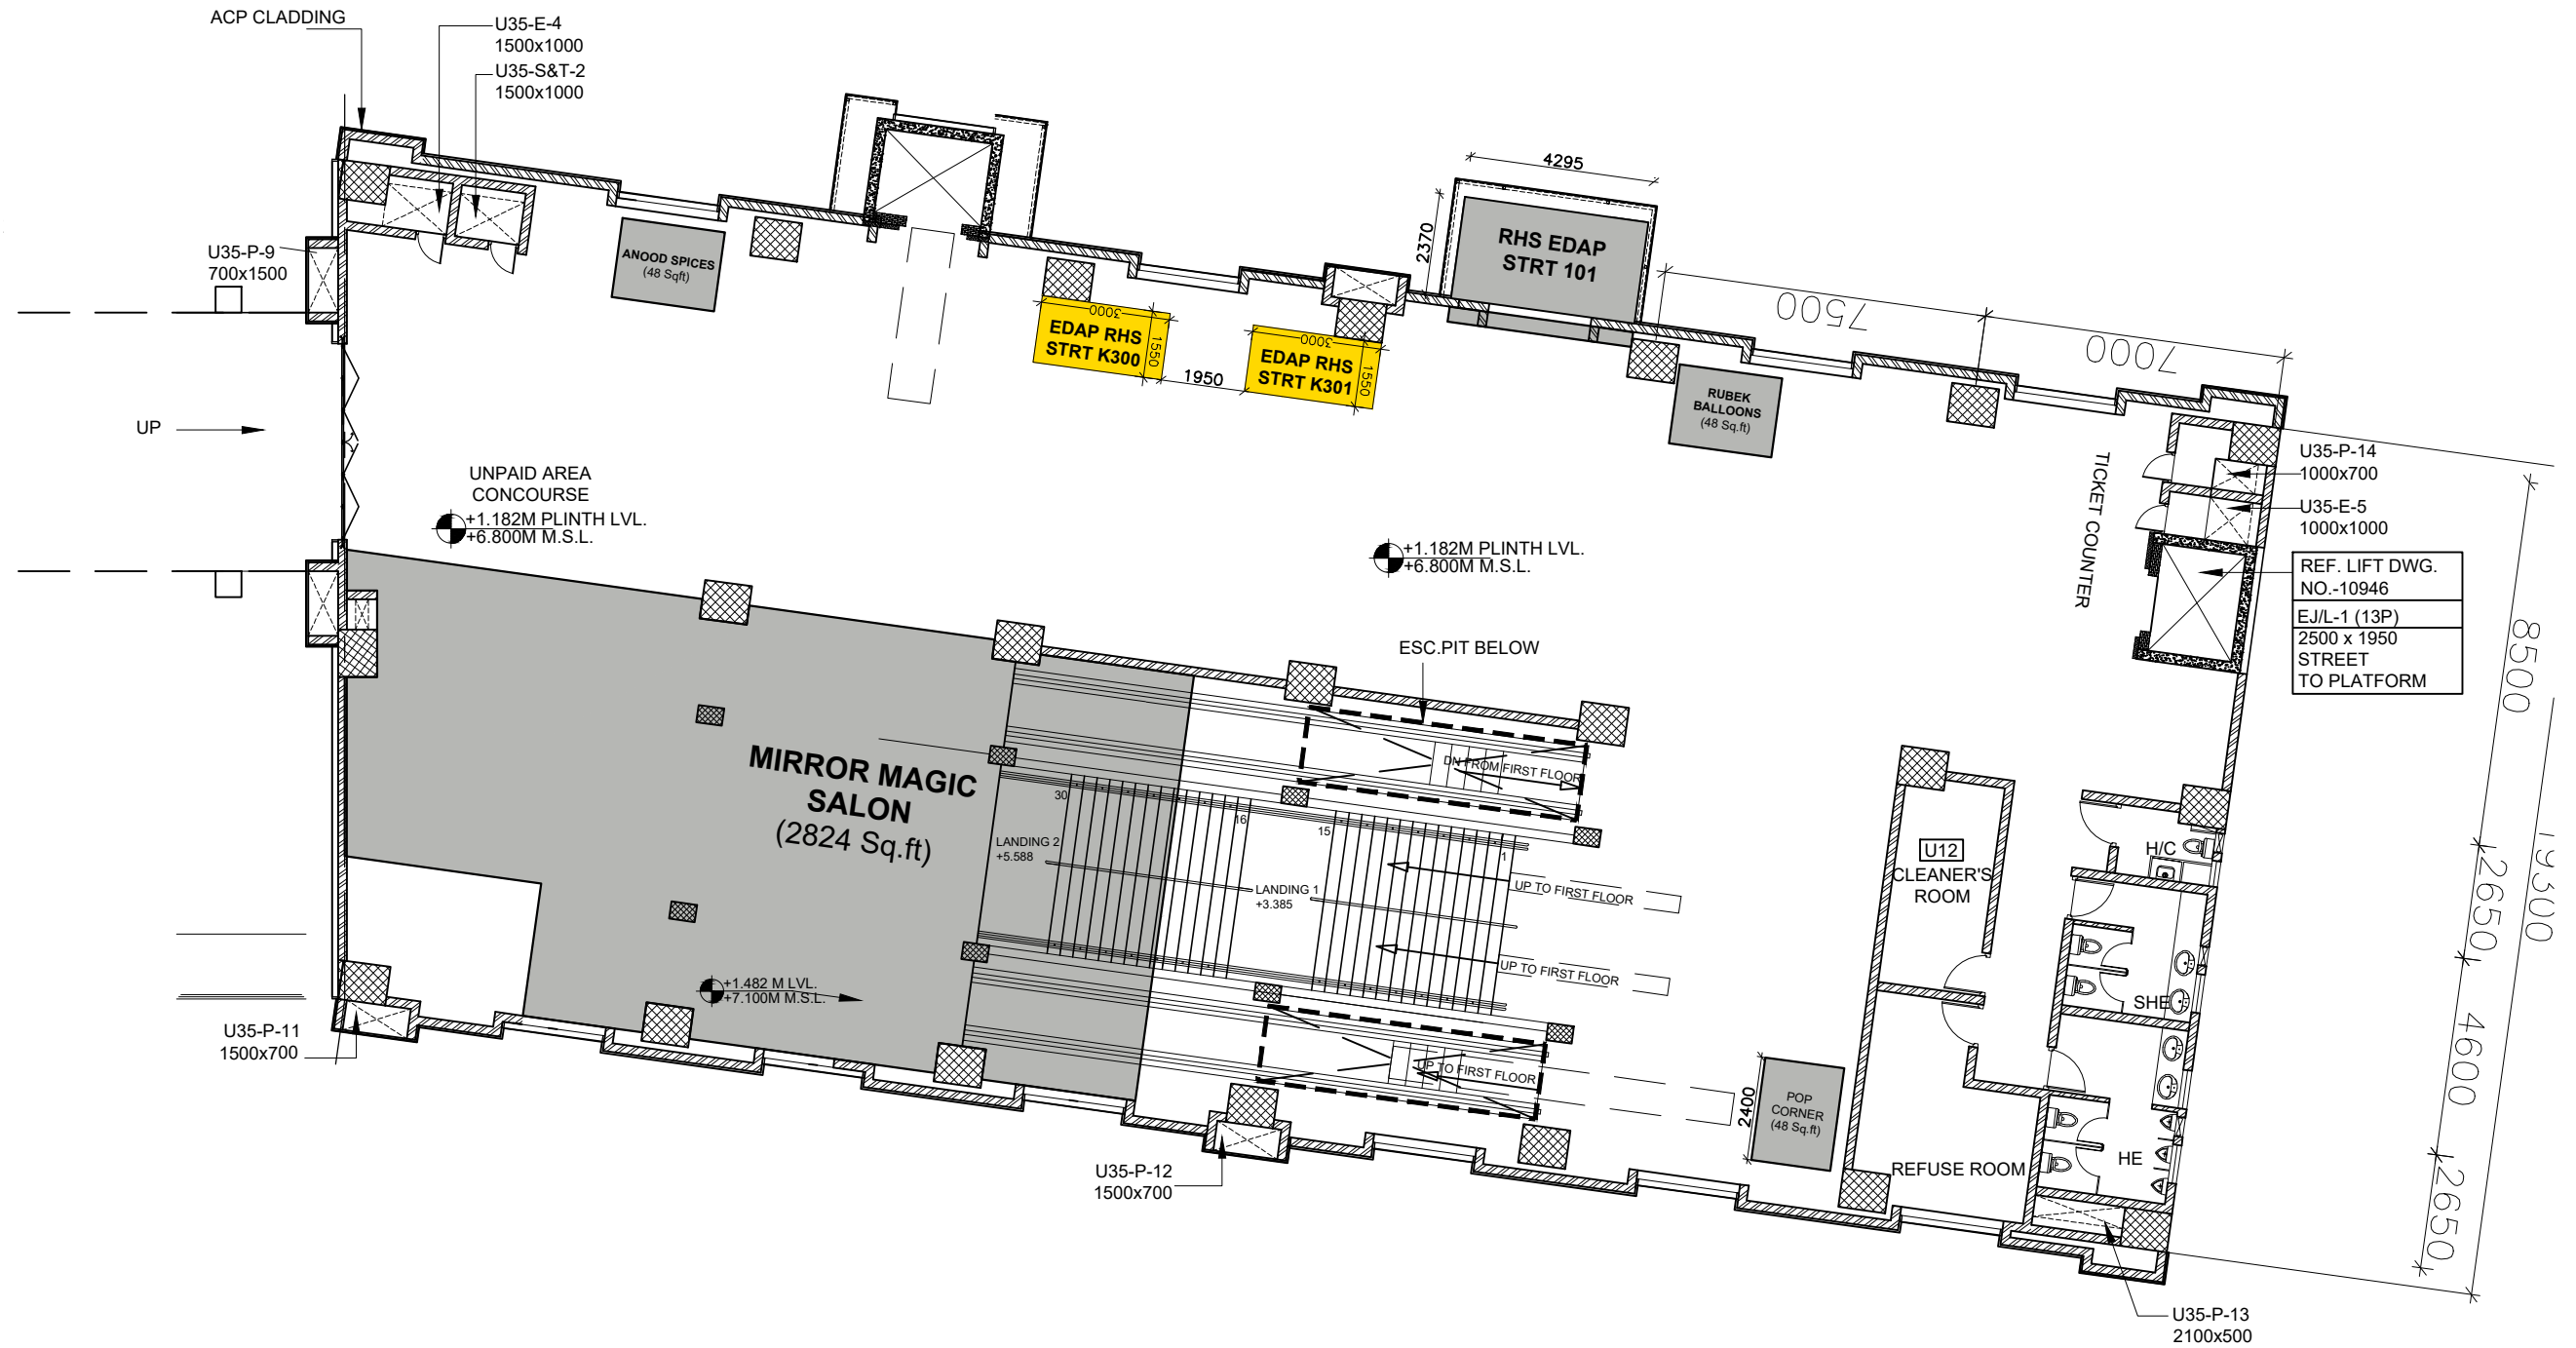 ACP CLADDING
U35-E-4
1500x1000
U35-S&T-2
1500x1000
U35-P-9
700x1500
ANOOD SPICES
(48 Sqft)
4295
2370
RHS EDAP
STRT 101
7500
7000
3000
EDAP RHS
STRT K300
1550
1950
3000
EDAP RHS
STRT K301
1550
RUBEK
BALLOONS
(48 Sq.ft)
UP
UNPAID AREA
CONCOURSE
+1.182M PLINTH LVL.
+6.800M M.S.L.
+1.182M PLINTH LVL.
+6.800M M.S.L.
TICKET COUNTER
U35-P-14
1000x700
U35-E-5
1000x1000
REF. LIFT DWG.
NO.-10946
EJ/L-1 (13P)
2500 x 1950
STREET
TO PLATFORM
8500
19300
2650
4600
2650
ESC.PIT BELOW
DN FROM FIRST FLOOR
MIRROR MAGIC
SALON
(2824 Sq.ft)
30
16
15
1
LANDING 2
+5.588
LANDING 1
+3.385
UP TO FIRST FLOOR
UP TO FIRST FLOOR
UP TO FIRST FLOOR
+1.482 M LVL.
+7.100M M.S.L.
U12
CLEANER'S
ROOM
H/C
SHE
HE
REFUSE ROOM
2400
POP
CORNER
(48 Sq.ft)
U35-P-11
1500x700
U35-P-12
1500x700
U35-P-13
2100x500